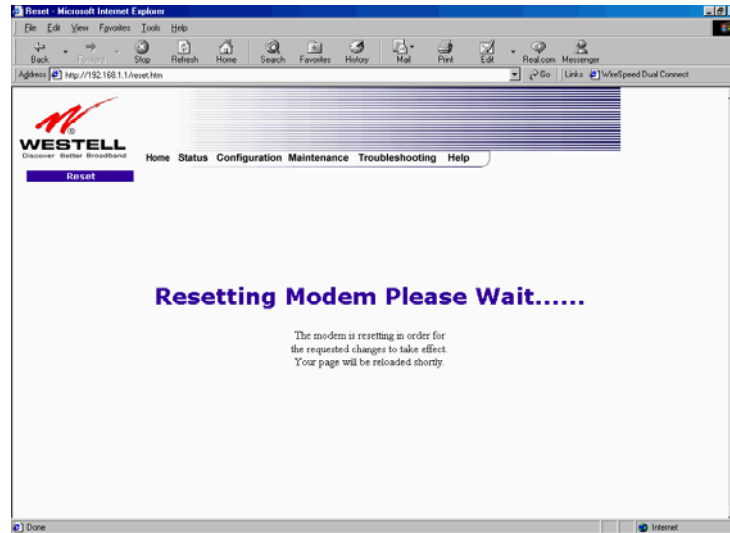 Reset - Microsoft Internet Explorer
File Edit View Favorites Tools Help
Back Forward Stop Refresh Home Search Favorites History Mail Print Edit Real.com Messenger
Address http://192.168.1.1/reset.htm Go Links WireSpeed Dual Connect
WESTELL
Discover Better Broadband
Home Status Configuration Maintenance Troubleshooting Help
Reset
Resetting Modem Please Wait......
The modem is resetting in order for
the requested changes to take effect.
Your page will be reloaded shortly.
Done Internet